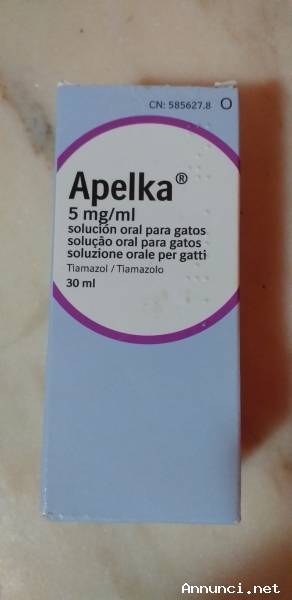 CN: 585627.8 O
Apelka®
5 mg/ml
solución oral para gatos
solução oral para gatos
soluzione orale per gatti
Tiamazol / Tiamazolo
30 ml
Annunci.net